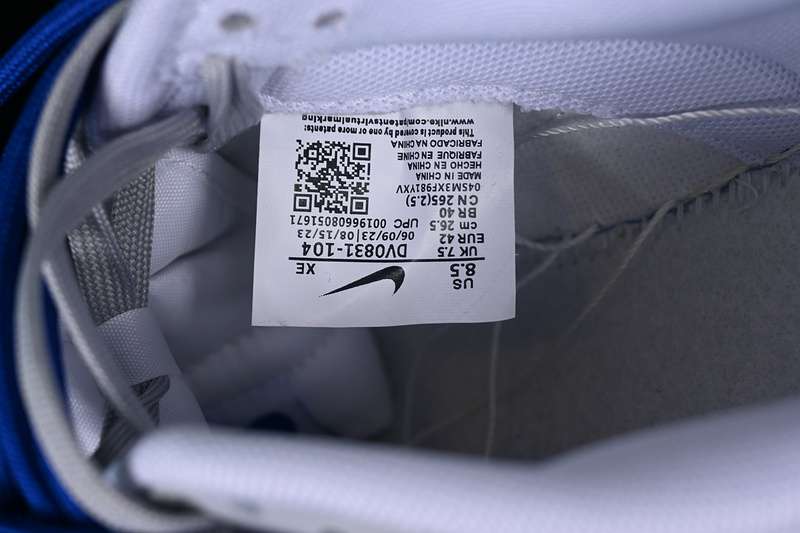 US
8.5 XE
UK 7.5 DV0831-104
EUR 42 06/09/23|08/15/23
cm 26.5 UPC 00196608051671
BR 40
CN 265(2.5)
04SM3XF981YXV
MADE IN CHINA
HECHO EN CHINA
FABRIQUE EN CHINE
FABRICADO NA CHINA
This product is covered by one or more patents:
www.nike.com/patentsvirtualmarking